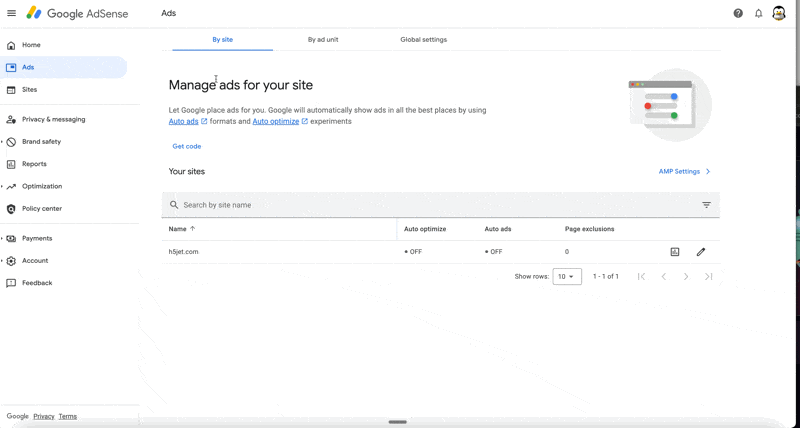 Google AdSense
Ads
Home
Ads
Sites
Privacy & messaging
Brand safety
Reports
Optimization
Policy center
Payments
Account
Feedback
Google Privacy Terms
By site By ad unit Global settings
Manage ads for your site
Let Google place ads for you. Google will automatically show ads in all the best places by using
Auto ads formats and Auto optimize experiments
Get code
Your sites AMP Settings
Search by site name
Name Auto optimize Auto ads Page exclusions
h5jet.com OFF OFF 0
Show rows: 10 1 - 1 of 1